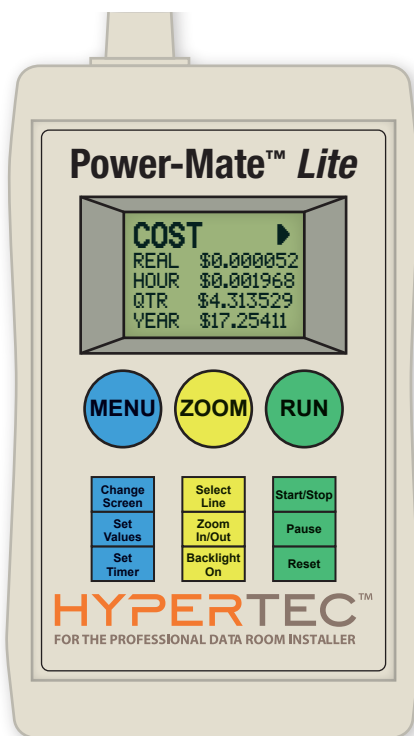 Power-Mate™ Lite
COST
REAL $0.000052
HOUR $0.001968
QTR $4.313529
YEAR $17.25411
MENU ZOOM RUN
Change Screen
Set Values
Set Timer
Select Line
Zoom In/Out
Backlight On
Start/Stop
Pause
Reset
HYPERTEC™
FOR THE PROFESSIONAL DATA ROOM INSTALLER